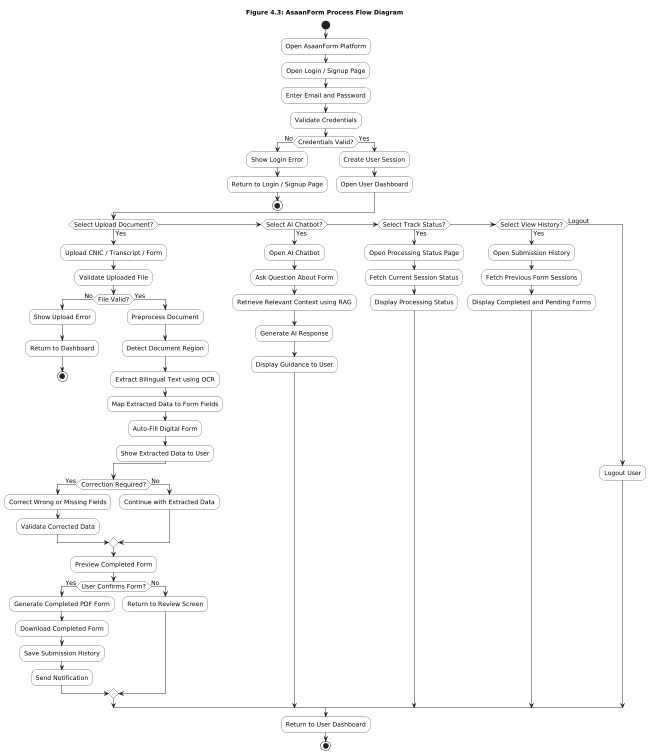 Figure 4.3: AsaanForm Process Flow Diagram
Open AsaanForm Platform
Open Login / Signup Page
Enter Email and Password
Validate Credentials
No
Credentials Valid?
Yes
Show Login Error
Create User Session
Return to Login / Signup Page
Open User Dashboard
Select Upload Document?
Select AI Chatbot?
Select Track Status?
Select View History?
Logout
Yes
Yes
Yes
Yes
Upload CNIC / Transcript / Form
Open AI Chatbot
Open Processing Status Page
Open Submission History
Validate Uploaded File
Ask Question About Form
Fetch Current Session Status
Fetch Previous Form Sessions
No
File Valid?
Yes
Retrieve Relevant Context using RAG
Display Processing Status
Display Completed and Pending Forms
Show Upload Error
Preprocess Document
Generate AI Response
Return to Dashboard
Detect Document Region
Display Guidance to User
Extract Bilingual Text using OCR
Map Extracted Data to Form Fields
Auto-Fill Digital Form
Show Extracted Data to User
Logout User
Yes
Correction Required?
No
Correct Wrong or Missing Fields
Continue with Extracted Data
Validate Corrected Data
Preview Completed Form
Yes
User Confirms Form?
No
Generate Completed PDF Form
Return to Review Screen
Download Completed Form
Save Submission History
Send Notification
Return to User Dashboard